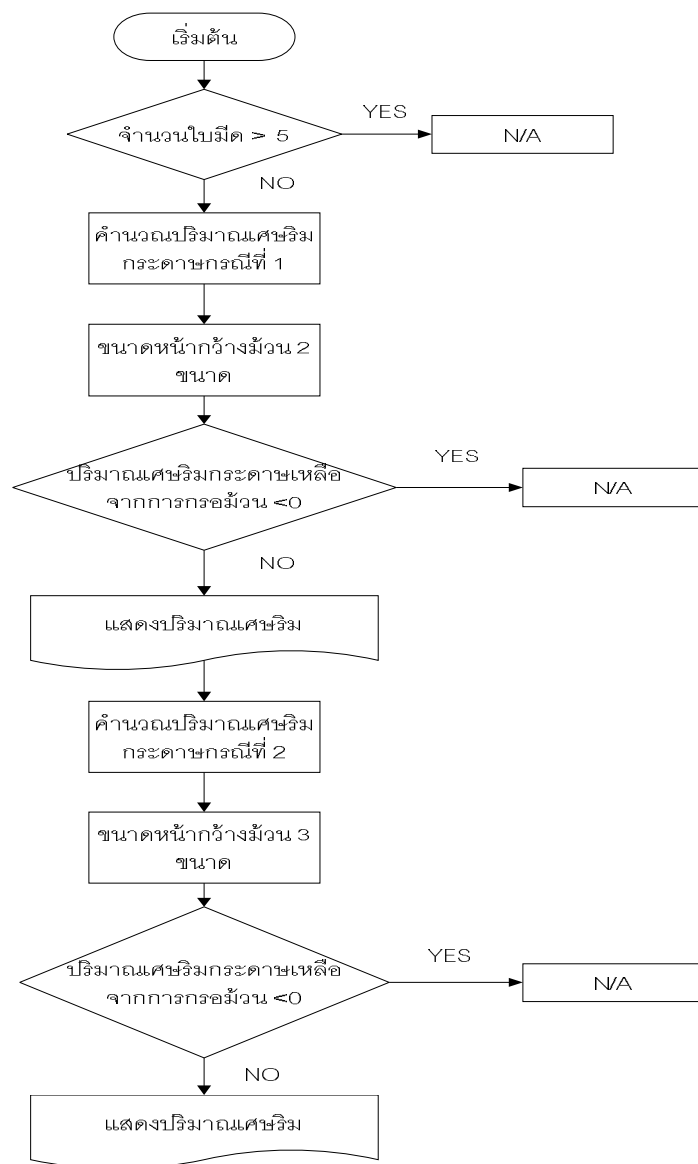 เริ่มต้น
จำนวนใบมีด > 5
YES
N/A
NO
คำนวณปริมาณเศษริม
กระดาษกรณีที่ 1
ขนาดหน้ากว้างม้วน 2
ขนาด
ปริมาณเศษริมกระดาษเหลือ
จากการกรอม้วน <0
YES
N/A
NO
แสดงปริมาณเศษริม
คำนวณปริมาณเศษริม
กระดาษกรณีที่ 2
ขนาดหน้ากว้างม้วน 3
ขนาด
ปริมาณเศษริมกระดาษเหลือ
จากการกรอม้วน <0
YES
N/A
NO
แสดงปริมาณเศษริม